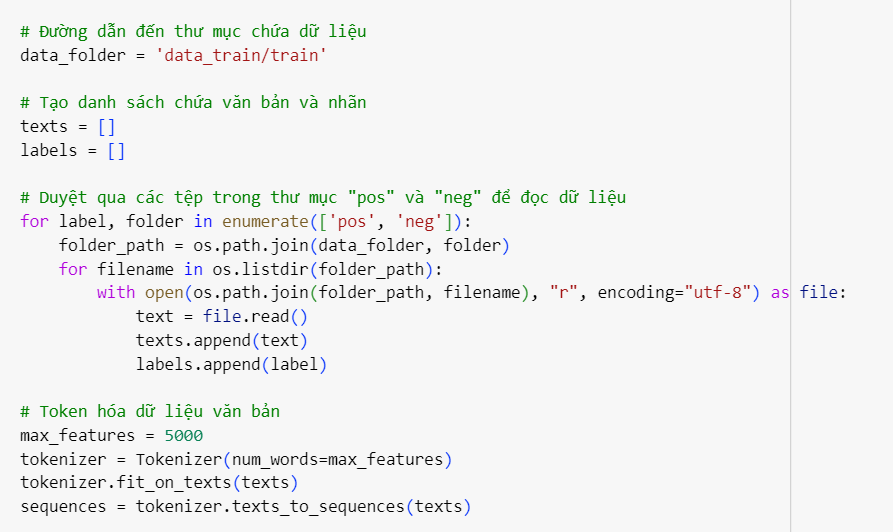 # Đường dẫn đến thư mục chứa dữ liệu
data_folder = 'data_train/train'

# Tạo danh sách chứa văn bản và nhãn
texts = []
labels = []

# Duyệt qua các tệp trong thư mục "pos" và "neg" để đọc dữ liệu
for label, folder in enumerate(['pos', 'neg']):
    folder_path = os.path.join(data_folder, folder)
    for filename in os.listdir(folder_path):
        with open(os.path.join(folder_path, filename), "r", encoding="utf-8") as file:
            text = file.read()
            texts.append(text)
            labels.append(label)

# Token hóa dữ liệu văn bản
max_features = 5000
tokenizer = Tokenizer(num_words=max_features)
tokenizer.fit_on_texts(texts)
sequences = tokenizer.texts_to_sequences(texts)